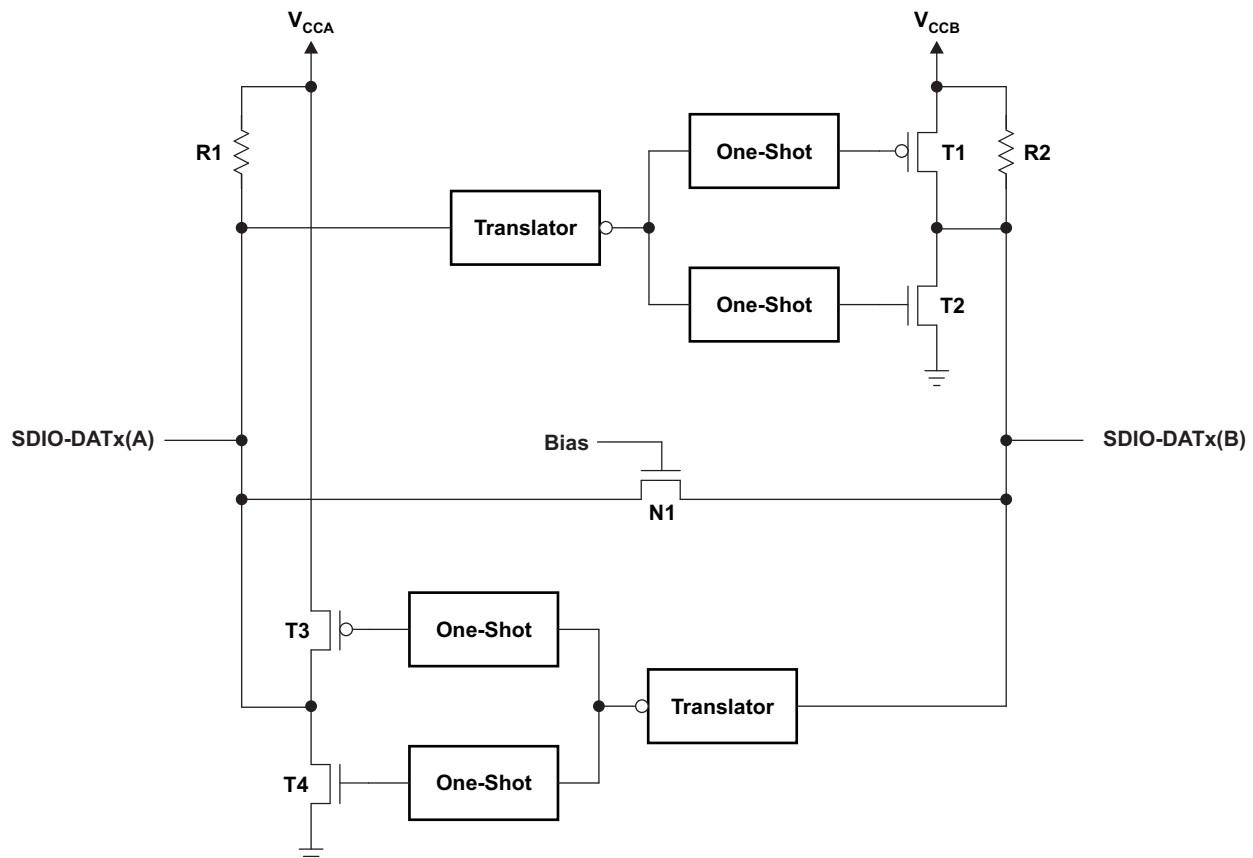 VCCA
VCCB
R1
One-Shot
T1
R2
Translator
One-Shot
T2
SDIO-DATx(A)
Bias
SDIO-DATx(B)
N1
T3
One-Shot
Translator
T4
One-Shot